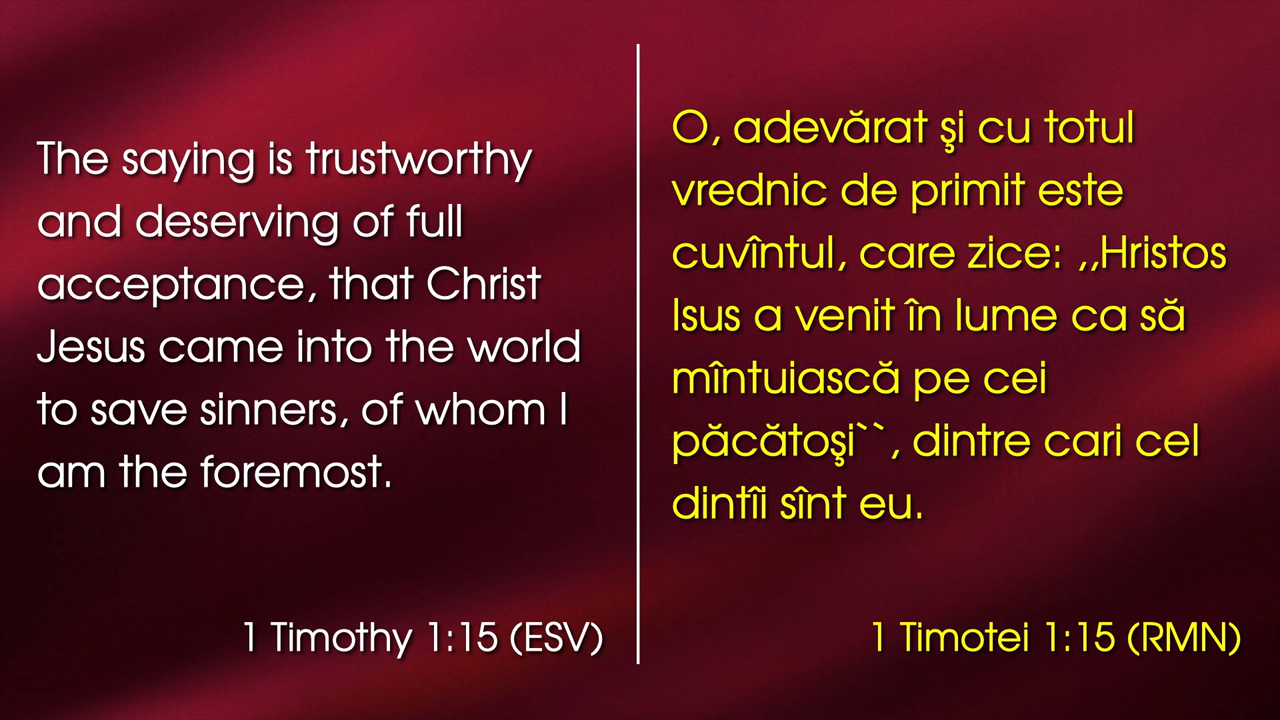 The saying is trustworthy
and deserving of full
acceptance, that Christ
Jesus came into the world
to save sinners, of whom I
am the foremost.
1 Timothy 1:15 (ESV)
O, adevărat şi cu totul
vrednic de primit este
cuvîntul, care zice: ,,Hristos
Isus a venit în lume ca să
mîntuiască pe cei
păcătoşi``, dintre cari cel
dintîi sînt eu.
1 Timotei 1:15 (RMN)